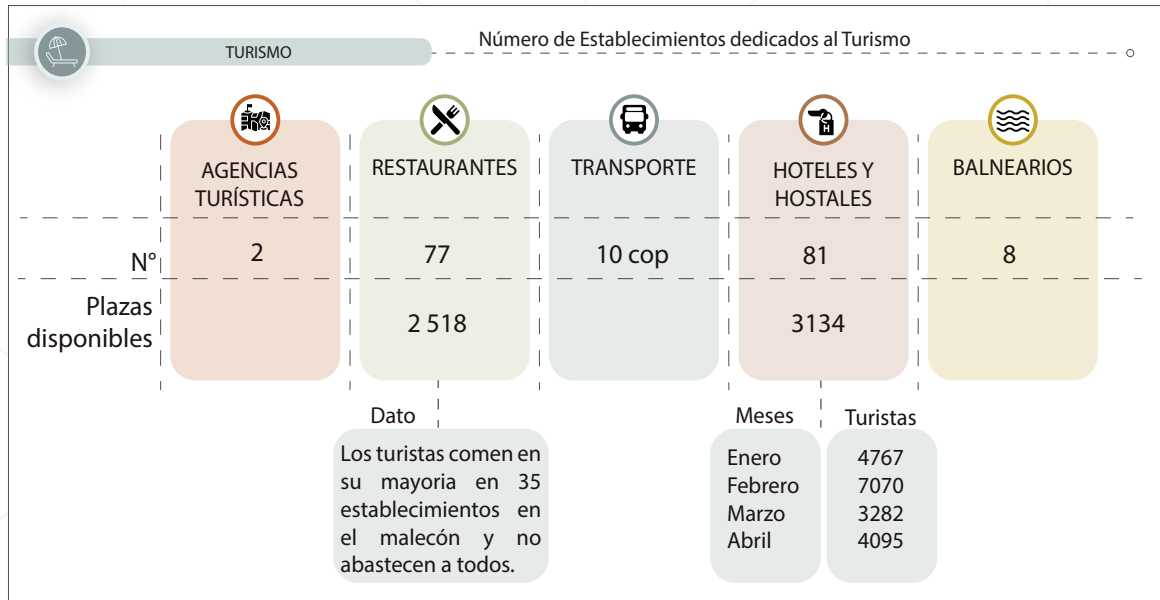 TURISMO
Número de Establecimientos dedicados al Turismo
AGENCIAS
TURÍSTICAS
RESTAURANTES
TRANSPORTE
HOTELES Y
HOSTALES
H
BALNEARIOS
N° 2 77 10 cop 81 8
Plazas
disponibles 2 518 3134
Dato
Los turistas comen en
su mayoria en 35
establecimientos en
el malecón y no
abastecen a todos.
Meses Turistas
Enero 4767
Febrero 7070
Marzo 3282
Abril 4095